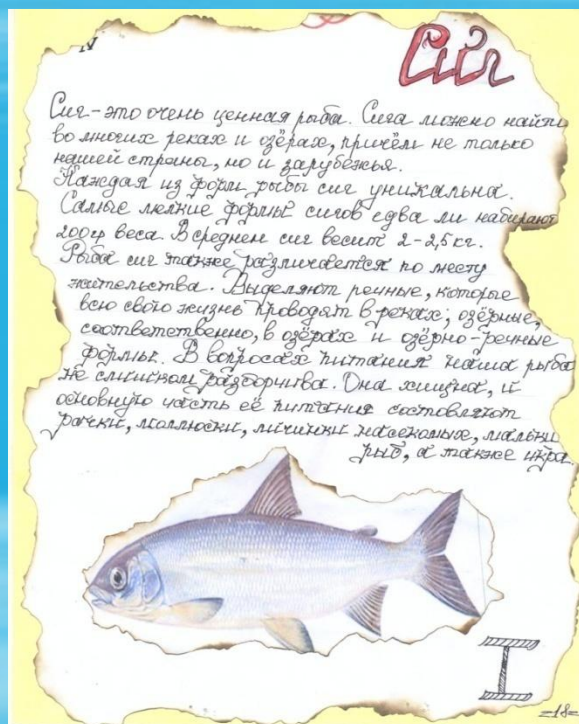 Сиг
Сиг - это очень ценная рыба. Сига можно найти
во многих реках и озёрах, причём не только
нашей страны, но и зарубежья.
Каждая из форм рыбы сиг уникальна.
Самые мелкие формы сигов едва ли набирают
200гр веса. В среднем сиг весит 2-2,5 кг.
Рыба сиг также различается по месту
жительства. Выделяют речные, которые
всю свою жизнь проводят в реках; озёрные,
соответственно, в озёрах и озёрно-речные
формы. В вопросах питания наша рыба
не слишком разборчива. Она хищна, и
основную часть её питания составляют
рачки, моллюски, личинки насекомых, мальки
рыб, а также икра.
I
=18=